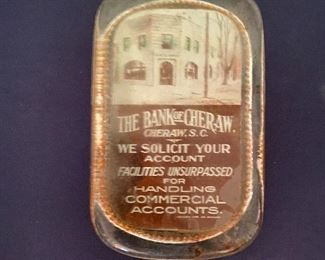 THE BANK OF CHERAW.
CHERAW, S.C.
WE SOLICIT YOUR
ACCOUNT
FACILITIES UNSURPASSED
FOR
HANDLING
COMMERCIAL
ACCOUNTS.